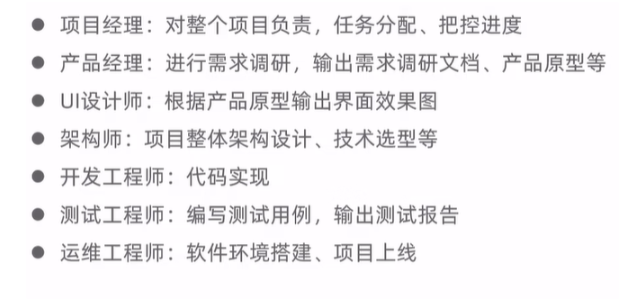 ● 项目经理：对整个项目负责，任务分配、把控进度
● 产品经理：进行需求调研，输出需求调研文档、产品原型等
● UI设计师：根据产品原型输出界面效果图
● 架构师：项目整体架构设计、技术选型等
● 开发工程师：代码实现
● 测试工程师：编写测试用例，输出测试报告
● 运维工程师：软件环境搭建、项目上线